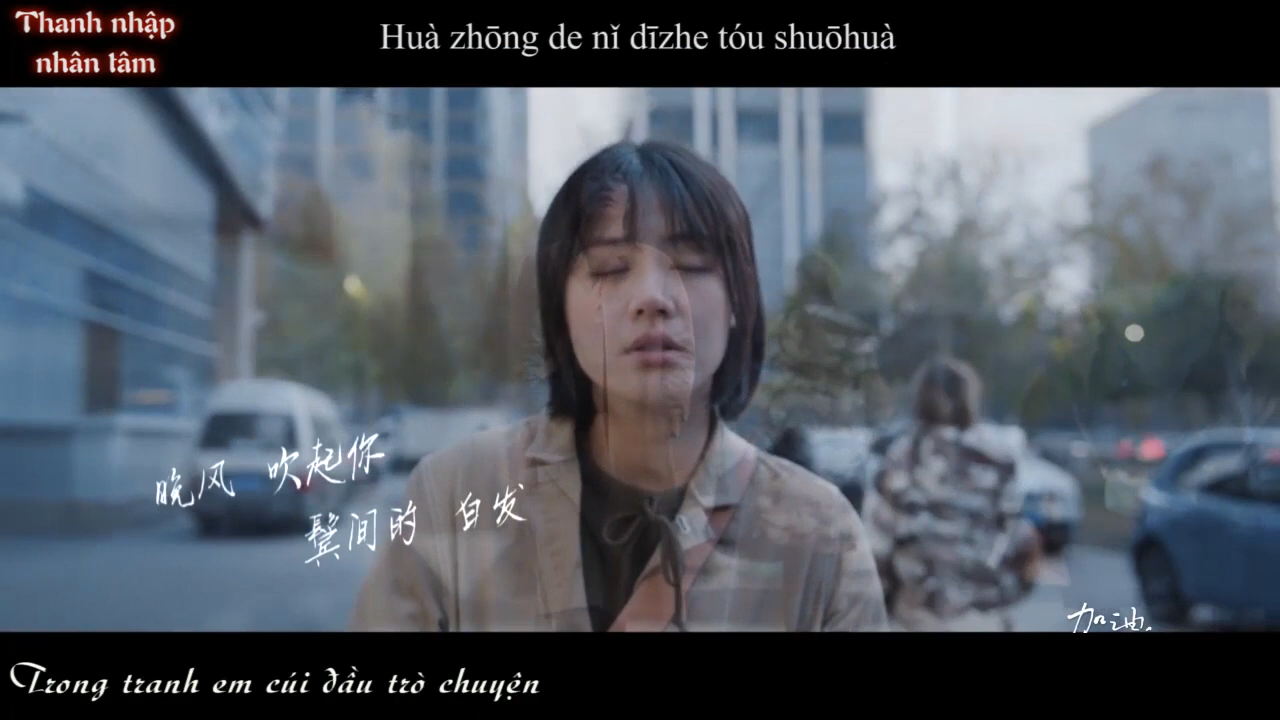 Thanh nhập
nhân tâm
Huà zhōng de nǐ dīzhe tóu shuōhuà
晚风 吹起你
鬓间的 白发
加油
Trong tranh em cúi đầu trò chuyện